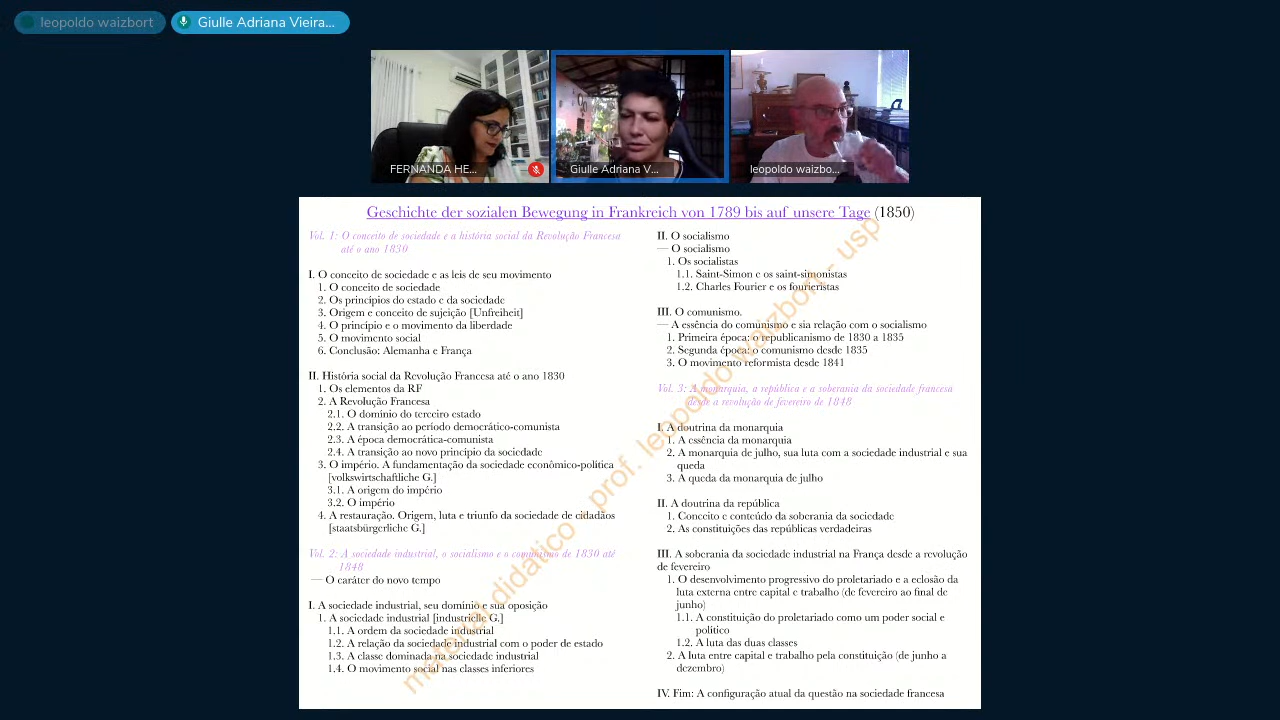 leopoldo waizbort
Giulle Adriana Vieira...
FERNANDA HE...
Giulle Adriana V...
leopoldo waizbo...
Geschichte der sozialen Bewegung in Frankreich von 1789 bis auf unsere Tage (1850)
Vol. 1: O conceito de sociedade e a história social da Revolução Francesa
até o ano 1830
I. O conceito de sociedade e as leis de seu movimento
1. O conceito de sociedade
2. Os princípios do estado e da sociedade
3. Origem e conceito de sujeição [Unfreiheit]
4. O princípio e o movimento da liberdade
5. O movimento social
6. Conclusão: Alemanha e França
II. História social da Revolução Francesa até o ano 1830
1. Os elementos da RF
2. A Revolução Francesa
2.1. O domínio do terceiro estado
2.2. A transição ao período democrático-comunista
2.3. A época democrática-comunista
2.4. A transição ao novo princípio da sociedade
3. O império. A fundamentação da sociedade econômico-política
[volkswirtschaftliche G.]
3.1. A origem do império
3.2. O império
4. A restauração. Origem, luta e triunfo da sociedade de cidadãos
[staatsbürgerliche G.]
Vol. 2: A sociedade industrial, o socialismo e o comunismo de 1830 até
1848
— O caráter do novo tempo
I. A sociedade industrial, seu domínio e sua oposição
1. A sociedade industrial [industrielle G.]
1.1. A ordem da sociedade industrial
1.2. A relação da sociedade industrial com o poder de estado
1.3. A classe dominada na sociedade industrial
1.4. O movimento social nas classes inferiores
II. O socialismo
— O socialismo
1. Os socialistas
1.1. Saint-Simon e os saint-simonistas
1.2. Charles Fourier e os fourieristas
III. O comunismo.
— A essência do comunismo e sia relação com o socialismo
1. Primeira época: o republicanismo de 1830 a 1835
2. Segunda época: o comunismo desde 1835
3. O movimento reformista desde 1841
Vol. 3: A monarquia, a república e a soberania da sociedade francesa
desde a revolução de fevereiro de 1848
I. A doutrina da monarquia
1. A essência da monarquia
2. A monarquia de julho, sua luta com a sociedade industrial e sua
queda
3. A queda da monarquia de julho
II. A doutrina da república
1. Conceito e conteúdo da soberania da sociedade
2. As constituições das repúblicas verdadeiras
III. A soberania da sociedade industrial na França desde a revolução
de fevereiro
1. O desenvolvimento progressivo do proletariado e a eclosão da
luta externa entre capital e trabalho (de fevereiro ao final de
junho)
1.1. A constituição do proletariado como um poder social e
político
1.2. A luta das duas classes
2. A luta entre capital e trabalho pela constituição (de junho a
dezembro)
IV. Fim: A configuração atual da questão na sociedade francesa
material didatico - prof. leopoldo waizbort - usp